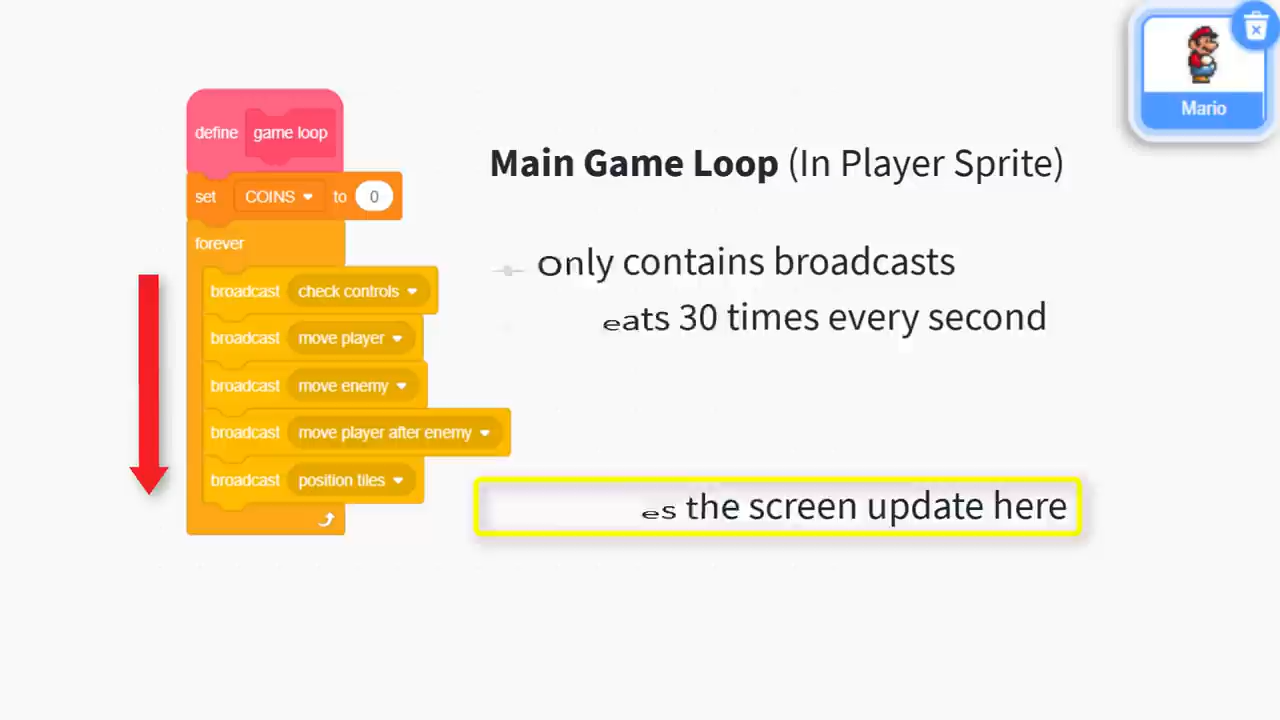 Mario
define game loop
Main Game Loop (In Player Sprite)
set COINS to 0
forever
only contains broadcasts
broadcast check controls
eats 30 times every second
broadcast move player
broadcast move enemy
broadcast move player after enemy
broadcast position tiles
es the screen update here